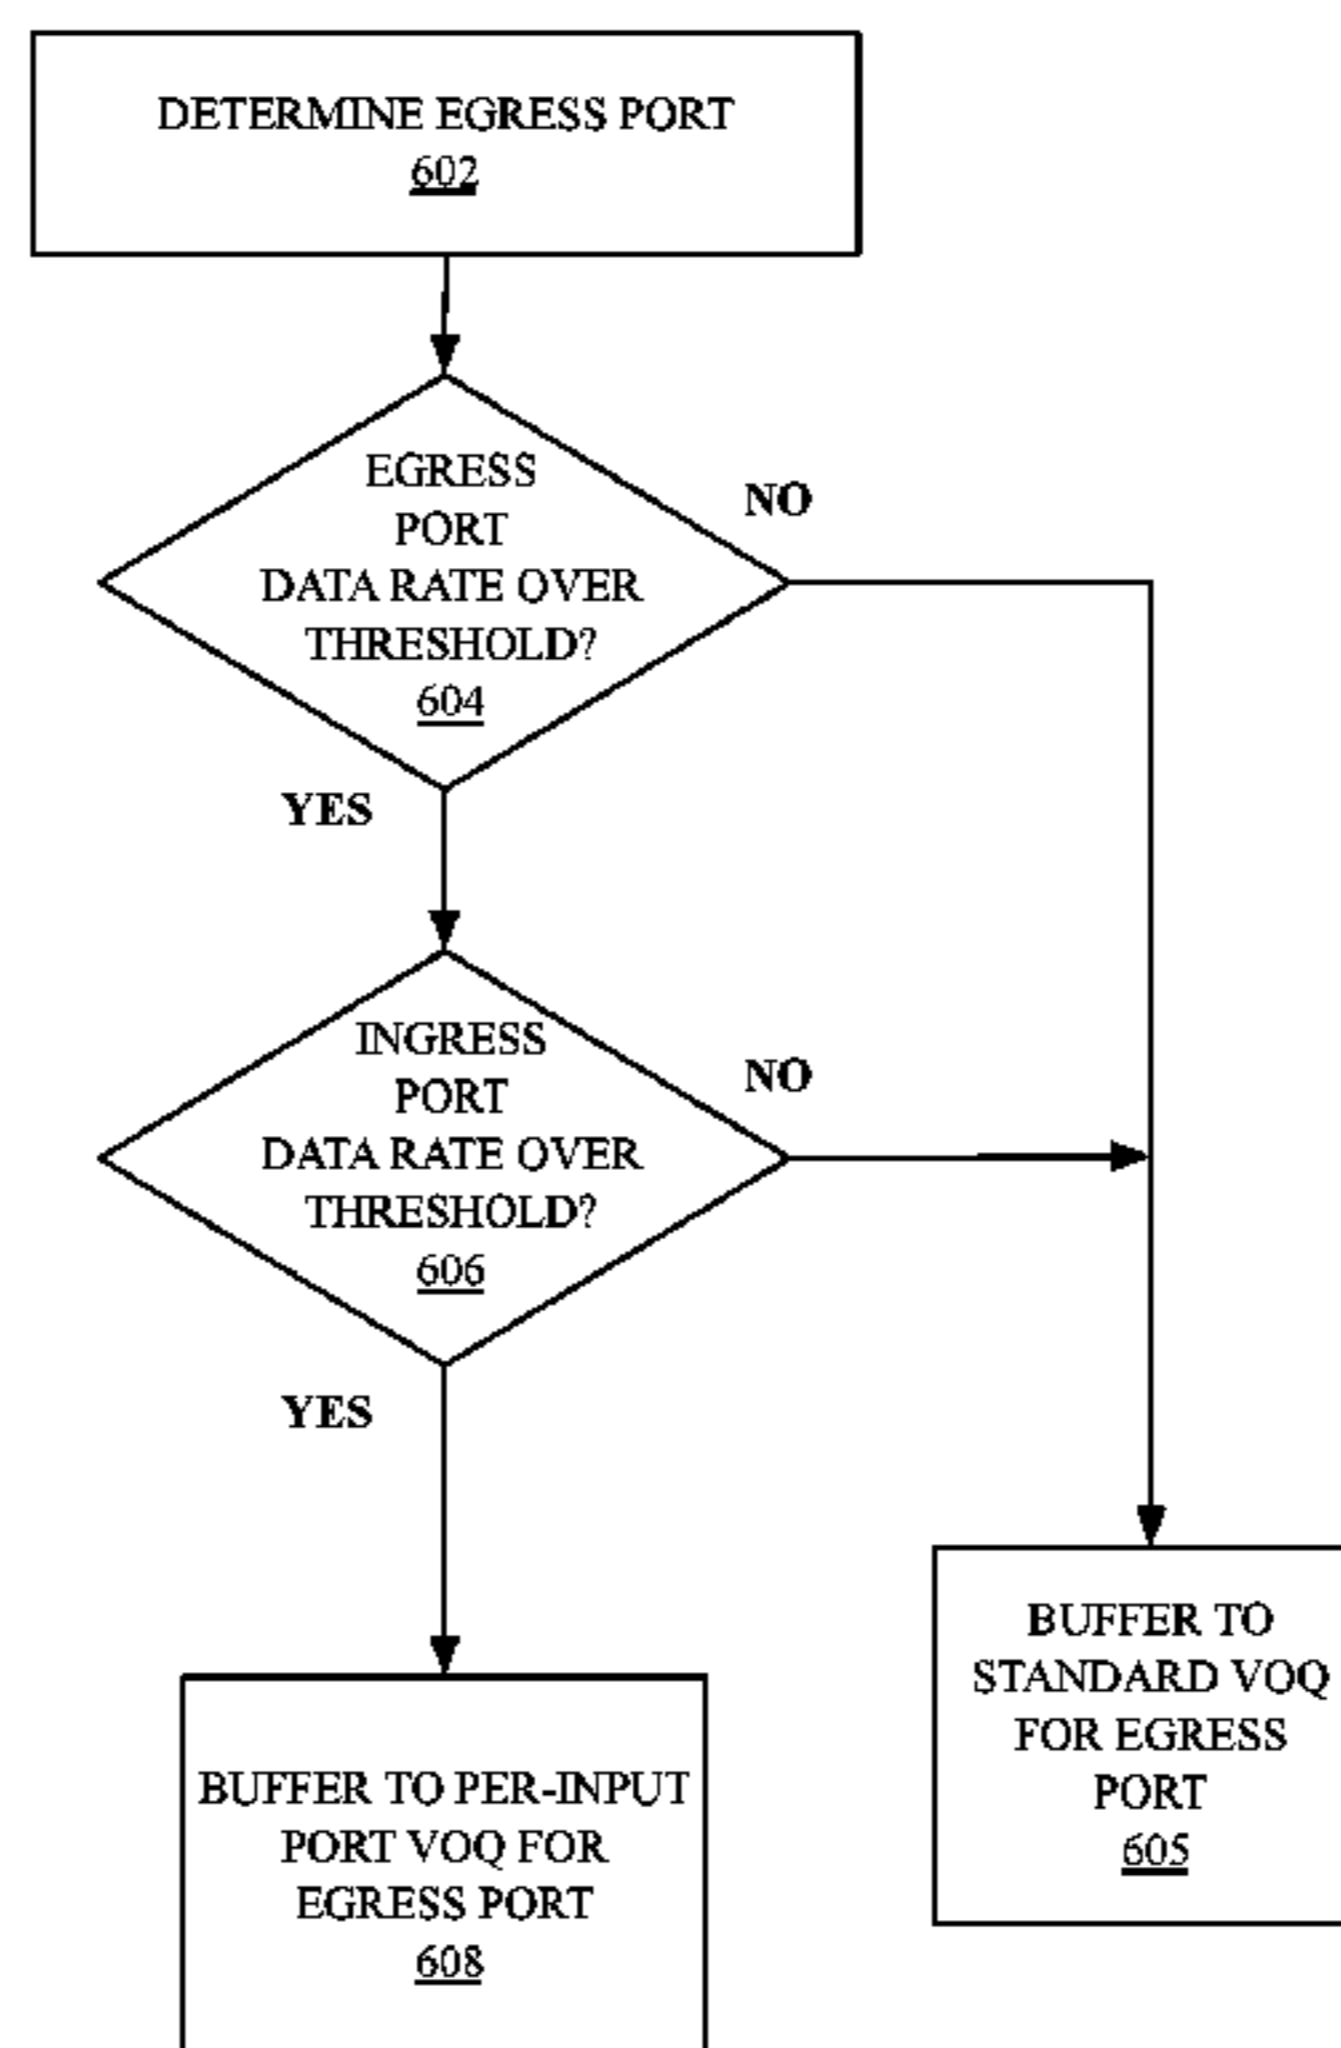 DETERMINE EGRESS PORT
602
EGRESS
PORT
DATA RATE OVER
THRESHOLD?
604
NO
YES
INGRESS
PORT
DATA RATE OVER
THRESHOLD?
606
NO
YES
BUFFER TO
STANDARD VOQ
FOR EGRESS
PORT
605
BUFFER TO PER-INPUT
PORT VOQ FOR
EGRESS PORT
608